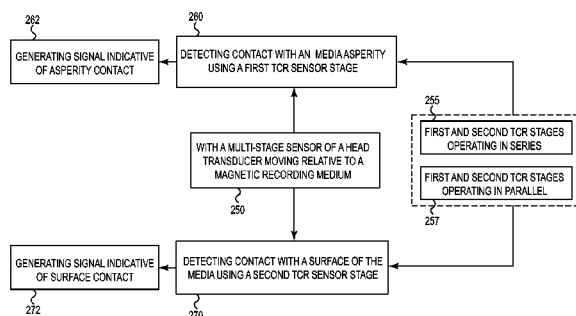 262
GENERATING SIGNAL INDICATIVE
OF ASPERITY CONTACT
260
DETECTING CONTACT WITH AN MEDIA ASPERITY
USING A FIRST TCR SENSOR STAGE
255
FIRST AND SECOND TCR STAGES
OPERATING IN SERIES
FIRST AND SECOND TCR STAGES
OPERATING IN PARALLEL
257
WITH A MULTI-STAGE SENSOR OF A HEAD
TRANSDUCER MOVING RELATIVE TO A
MAGNETIC RECORDING MEDIUM
250
GENERATING SIGNAL INDICATIVE
OF SURFACE CONTACT
272
DETECTING CONTACT WITH A SURFACE OF THE
MEDIA USING A SECOND TCR SENSOR STAGE
270